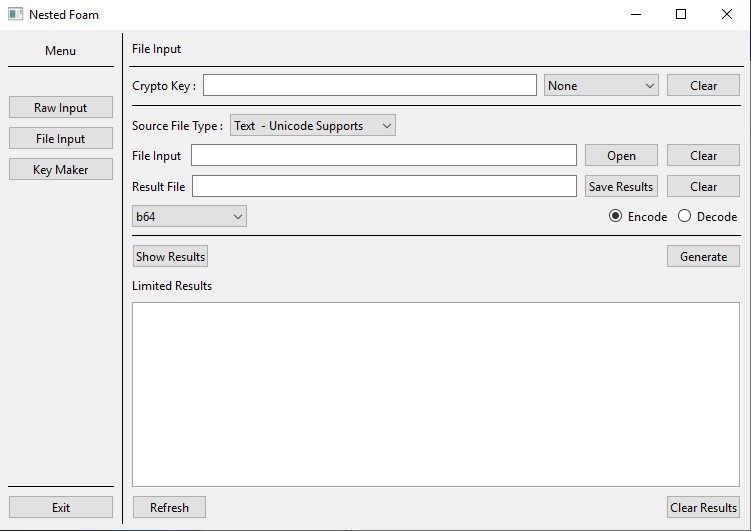 Nested Foam
Menu
Raw Input
File Input
Key Maker
Exit
File Input
Crypto Key : None Clear
Source File Type : Text - Unicode Supports
File Input Open Clear
Result File Save Results Clear
b64 Encode Decode
Show Results Generate
Limited Results
Refresh Clear Results